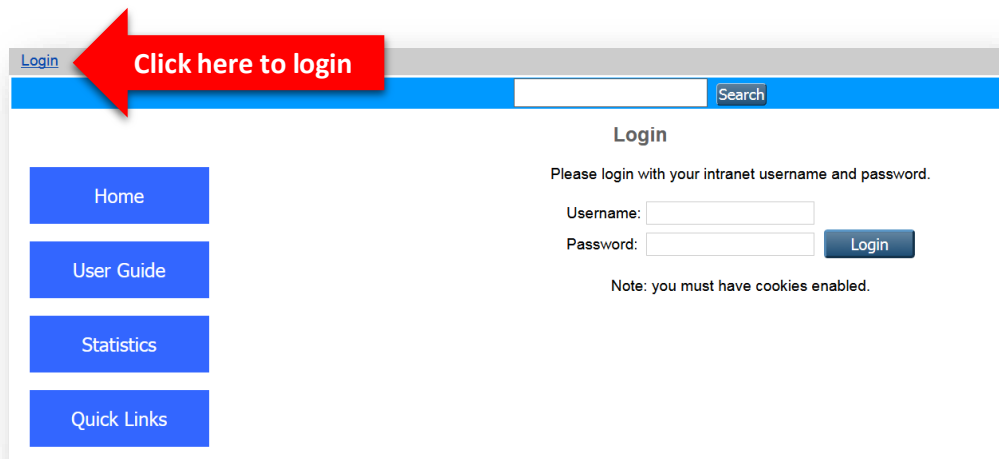 Login
Click here to login
Search
Login
Please login with your intranet username and password.
Username:
Password:
Login
Note: you must have cookies enabled.
Home
User Guide
Statistics
Quick Links